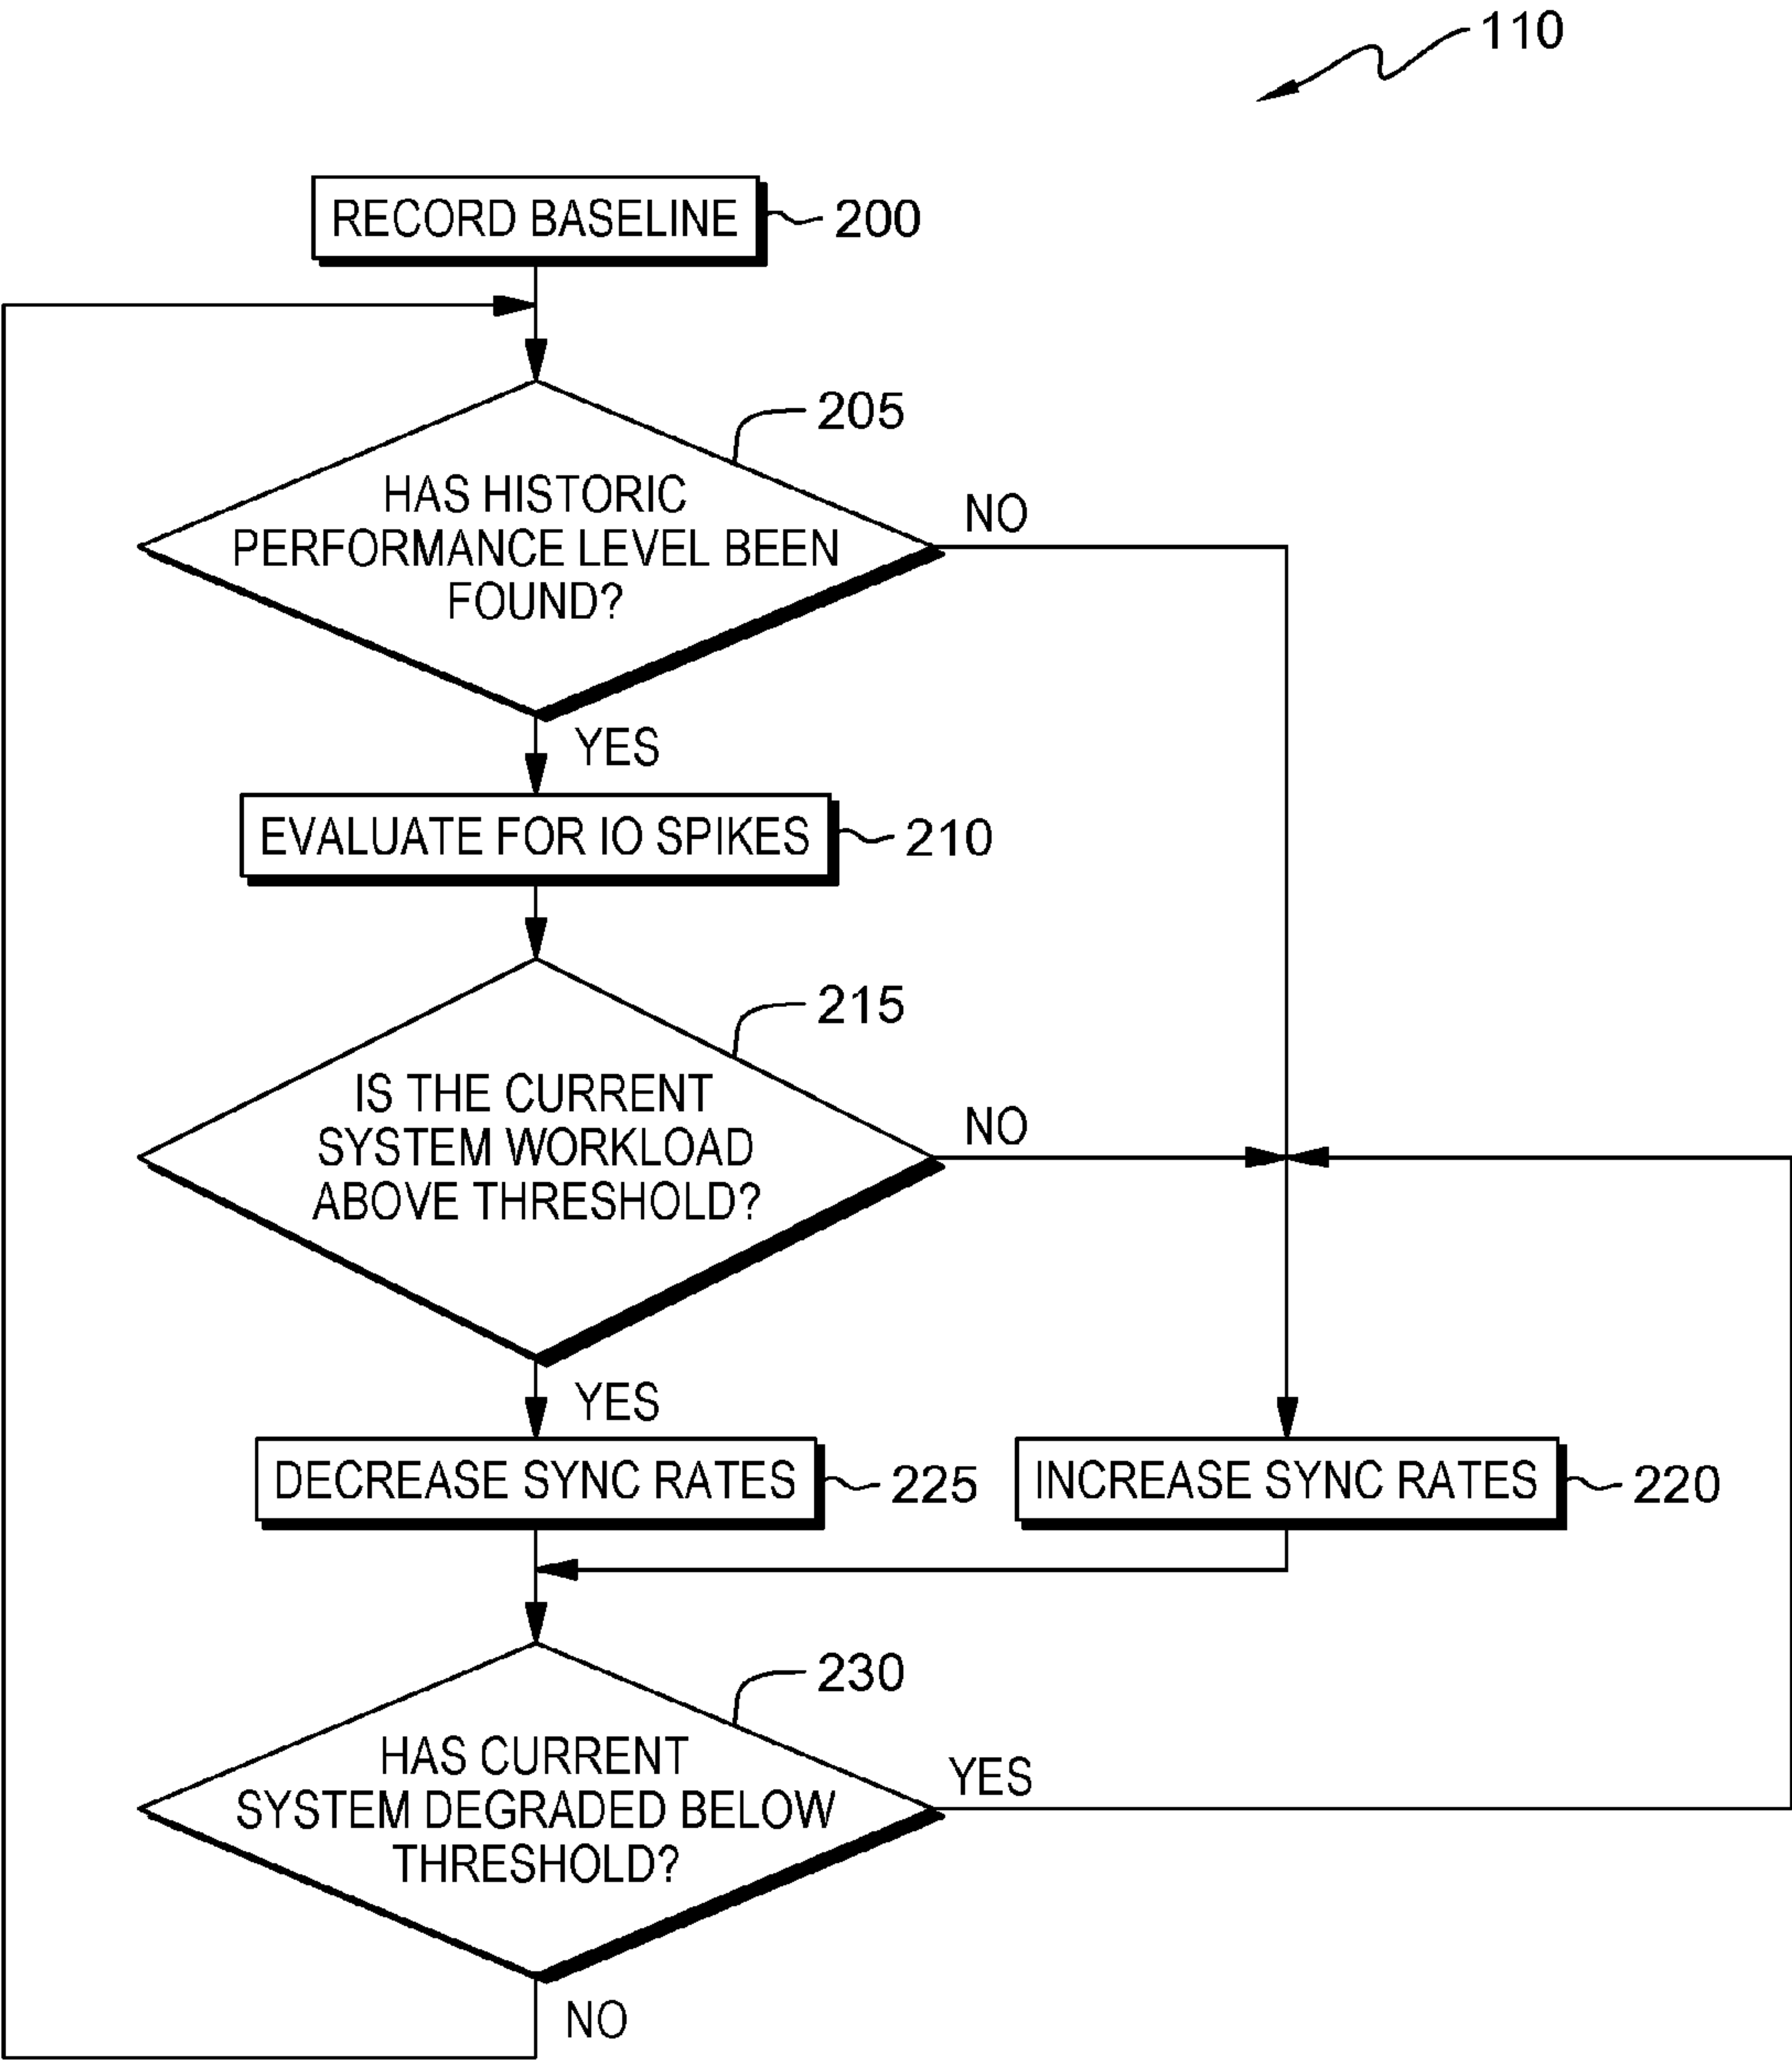 110
RECORD BASELINE
200
205
HAS HISTORIC
PERFORMANCE LEVEL BEEN
FOUND?
NO
YES
EVALUATE FOR IO SPIKES
210
215
IS THE CURRENT
SYSTEM WORKLOAD
ABOVE THRESHOLD?
NO
YES
DECREASE SYNC RATES
225
INCREASE SYNC RATES
220
230
HAS CURRENT
SYSTEM DEGRADED BELOW
THRESHOLD?
YES
NO